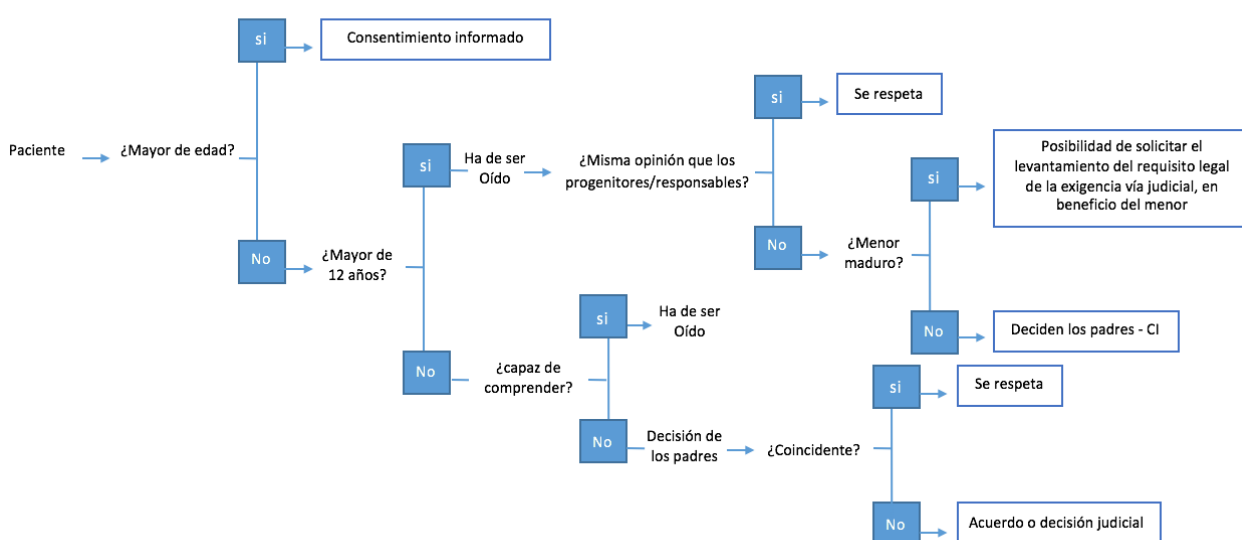 si
Consentimiento informado
Paciente
¿Mayor de edad?
No
¿Mayor de
12 años?
si
Ha de ser
Oído
¿Misma opinión que los
progenitores/responsables?
si
Se respeta
No
¿Menor
maduro?
si
Posibilidad de solicitar el
levantamiento del requisito legal
de la exigencia vía judicial, en
beneficio del menor
No
Deciden los padres - CI
No
¿capaz de
comprender?
si
Ha de ser
Oído
No
Decisión de
los padres
¿Coincidente?
si
Se respeta
No
Acuerdo o decisión judicial